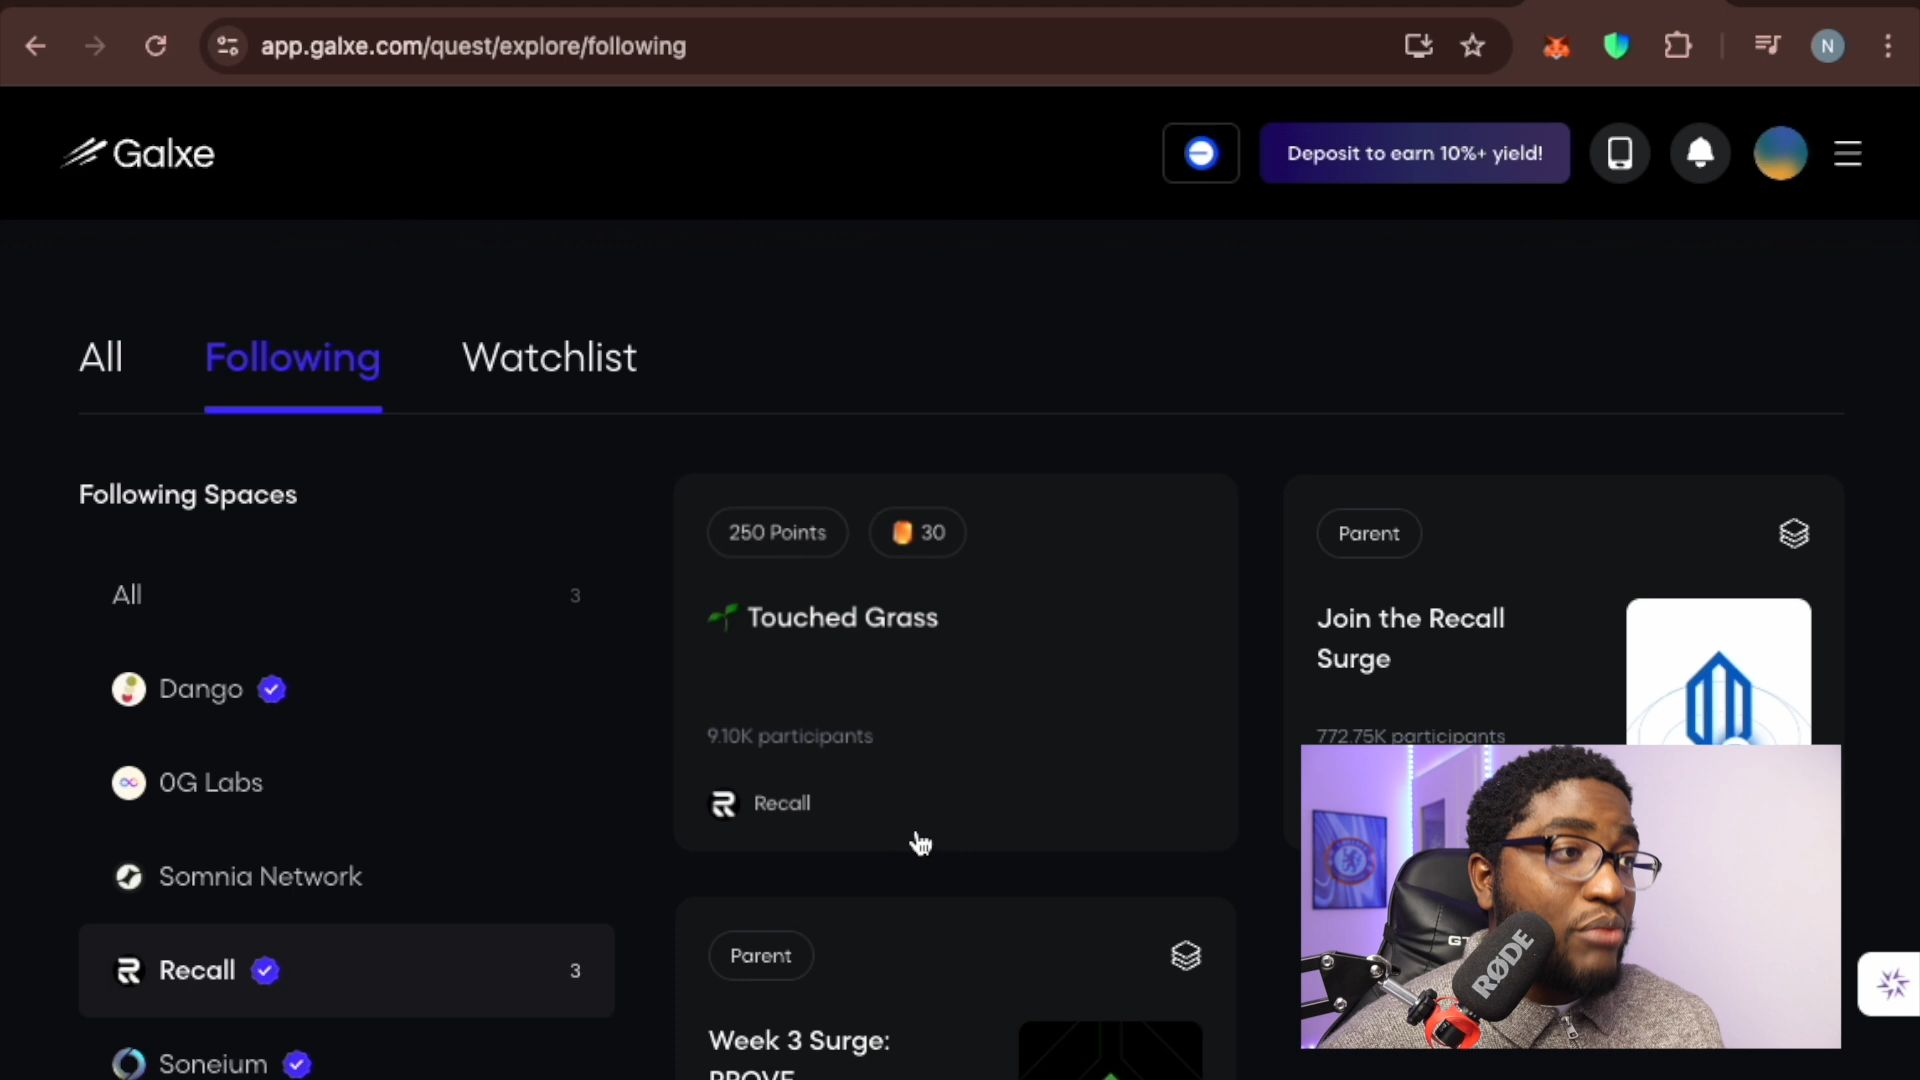 app.galxe.com/quest/explore/following
N
Galxe
Deposit to earn 10%+ yield!
All
Following
Watchlist
Following Spaces
All 3
Dango
0G Labs
Somnia Network
Recall 3
Soneium
250 Points
30
Touched Grass
9.10K participants
Recall
Parent
Join the Recall
Surge
772.75K participants
Parent
Week 3 Surge:
PROVE
GT
RØDE